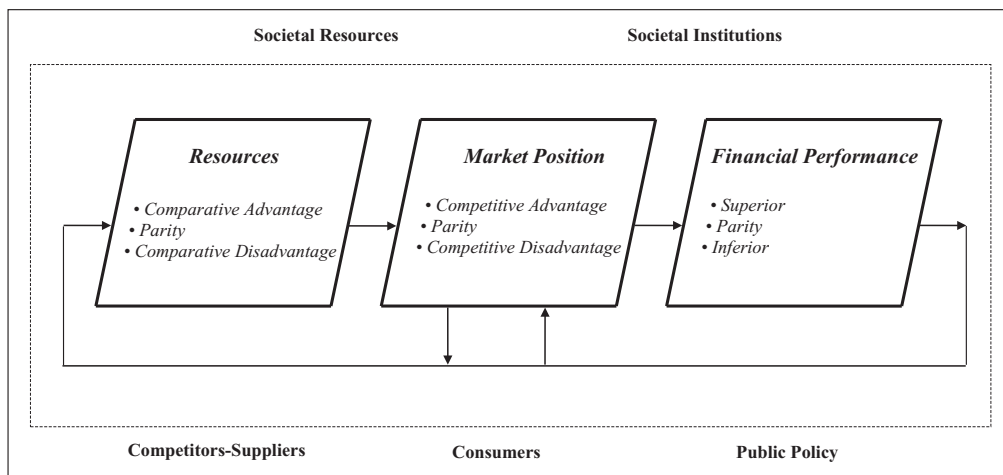 Societal Resources
Societal Institutions
Resources
• Comparative Advantage
• Parity
• Comparative Disadvantage
Market Position
• Competitive Advantage
• Parity
• Competitive Disadvantage
Financial Performance
• Superior
• Parity
• Inferior
Competitors-Suppliers
Consumers
Public Policy